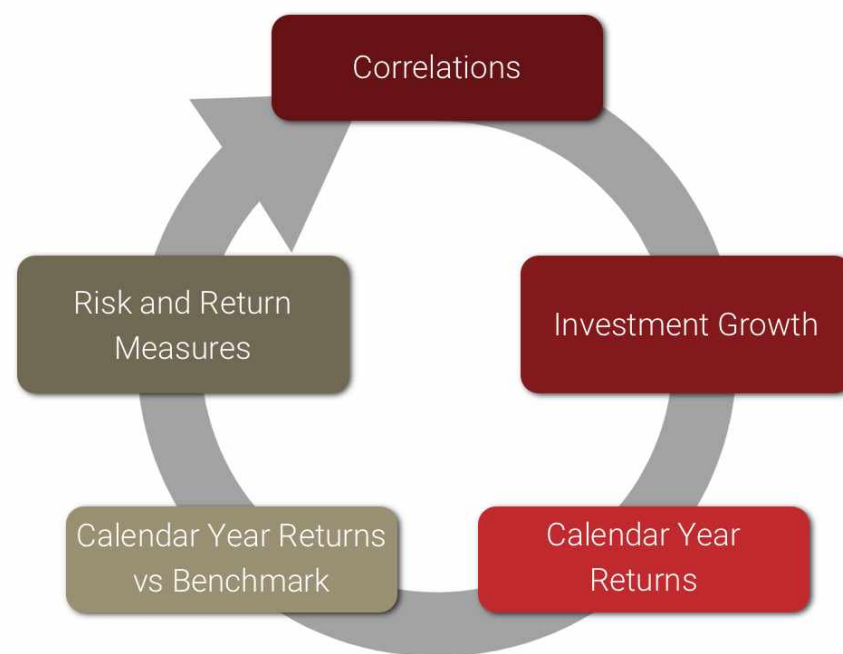 Correlations
Investment Growth
Calendar Year
Returns
Calendar Year Returns
vs Benchmark
Risk and Return
Measures